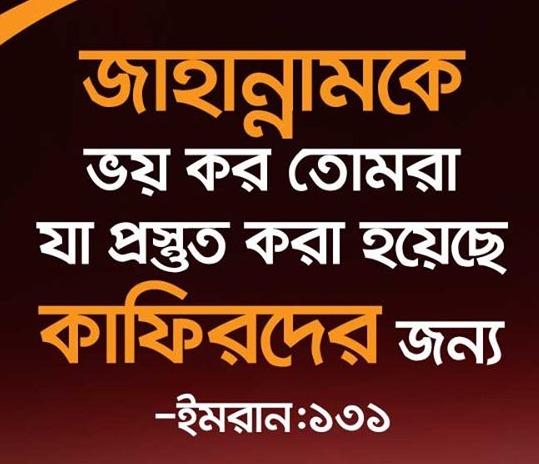 জাহান্নামকে
ভয় কর তোমরা
যা প্রস্তুত করা হয়েছে
কাফিরদের জন্য
-ইমরান:১৩১